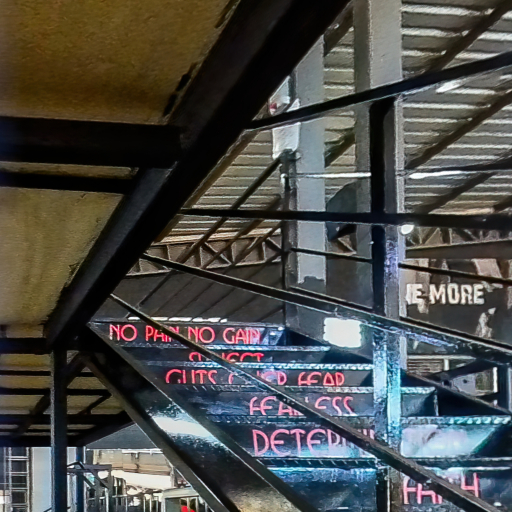 NO PAIN NO GAIN
GUTS OVER FEAR
FEARLESS
FAITH
E MORE